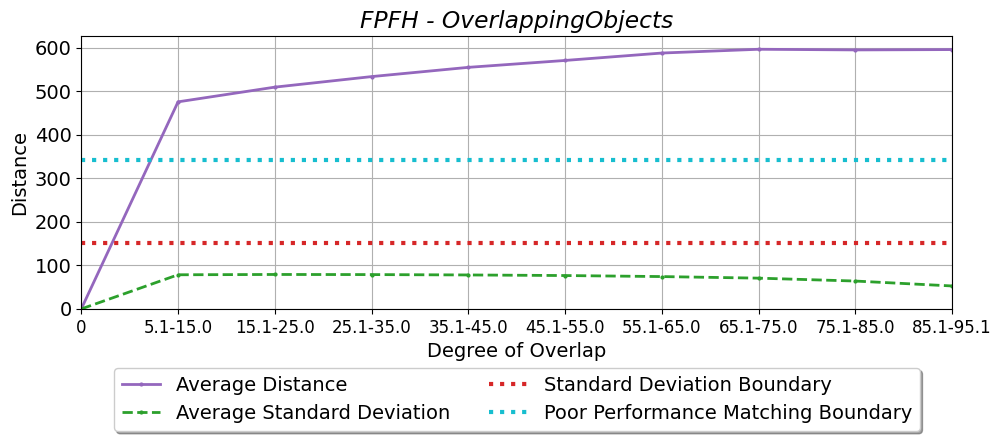 FPFH - OverlappingObjects
600
500
400
300
200
100
0
Distance
0 5.1-15.0 15.1-25.0 25.1-35.0 35.1-45.0 45.1-55.0 55.1-65.0 65.1-75.0 75.1-85.0 85.1-95.1
Degree of Overlap
Average Distance
Average Standard Deviation
Standard Deviation Boundary
Poor Performance Matching Boundary